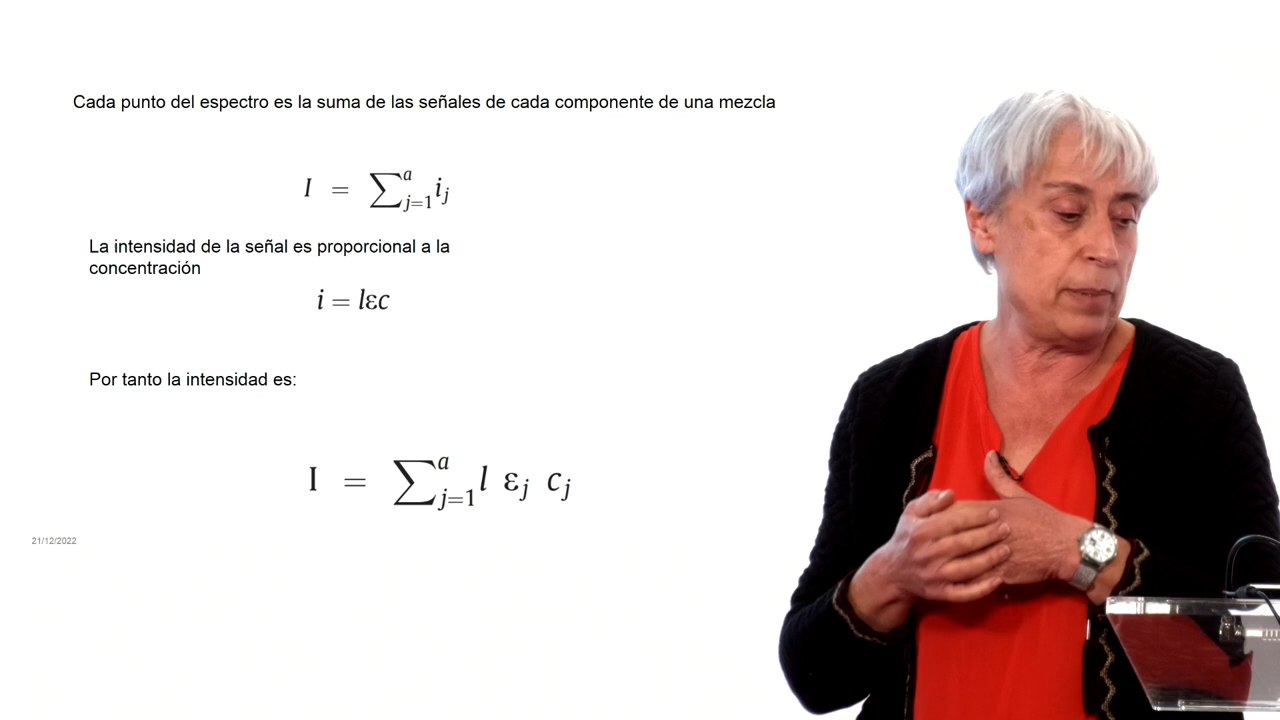 Cada punto del espectro es la suma de las señales de cada componente de una mezcla
I = ∑_{j=1}^{a} i_j
La intensidad de la señal es proporcional a la
concentración
i = lεc
Por tanto la intensidad es:
I = ∑_{j=1}^{a} l ε_j c_j
21/12/2022